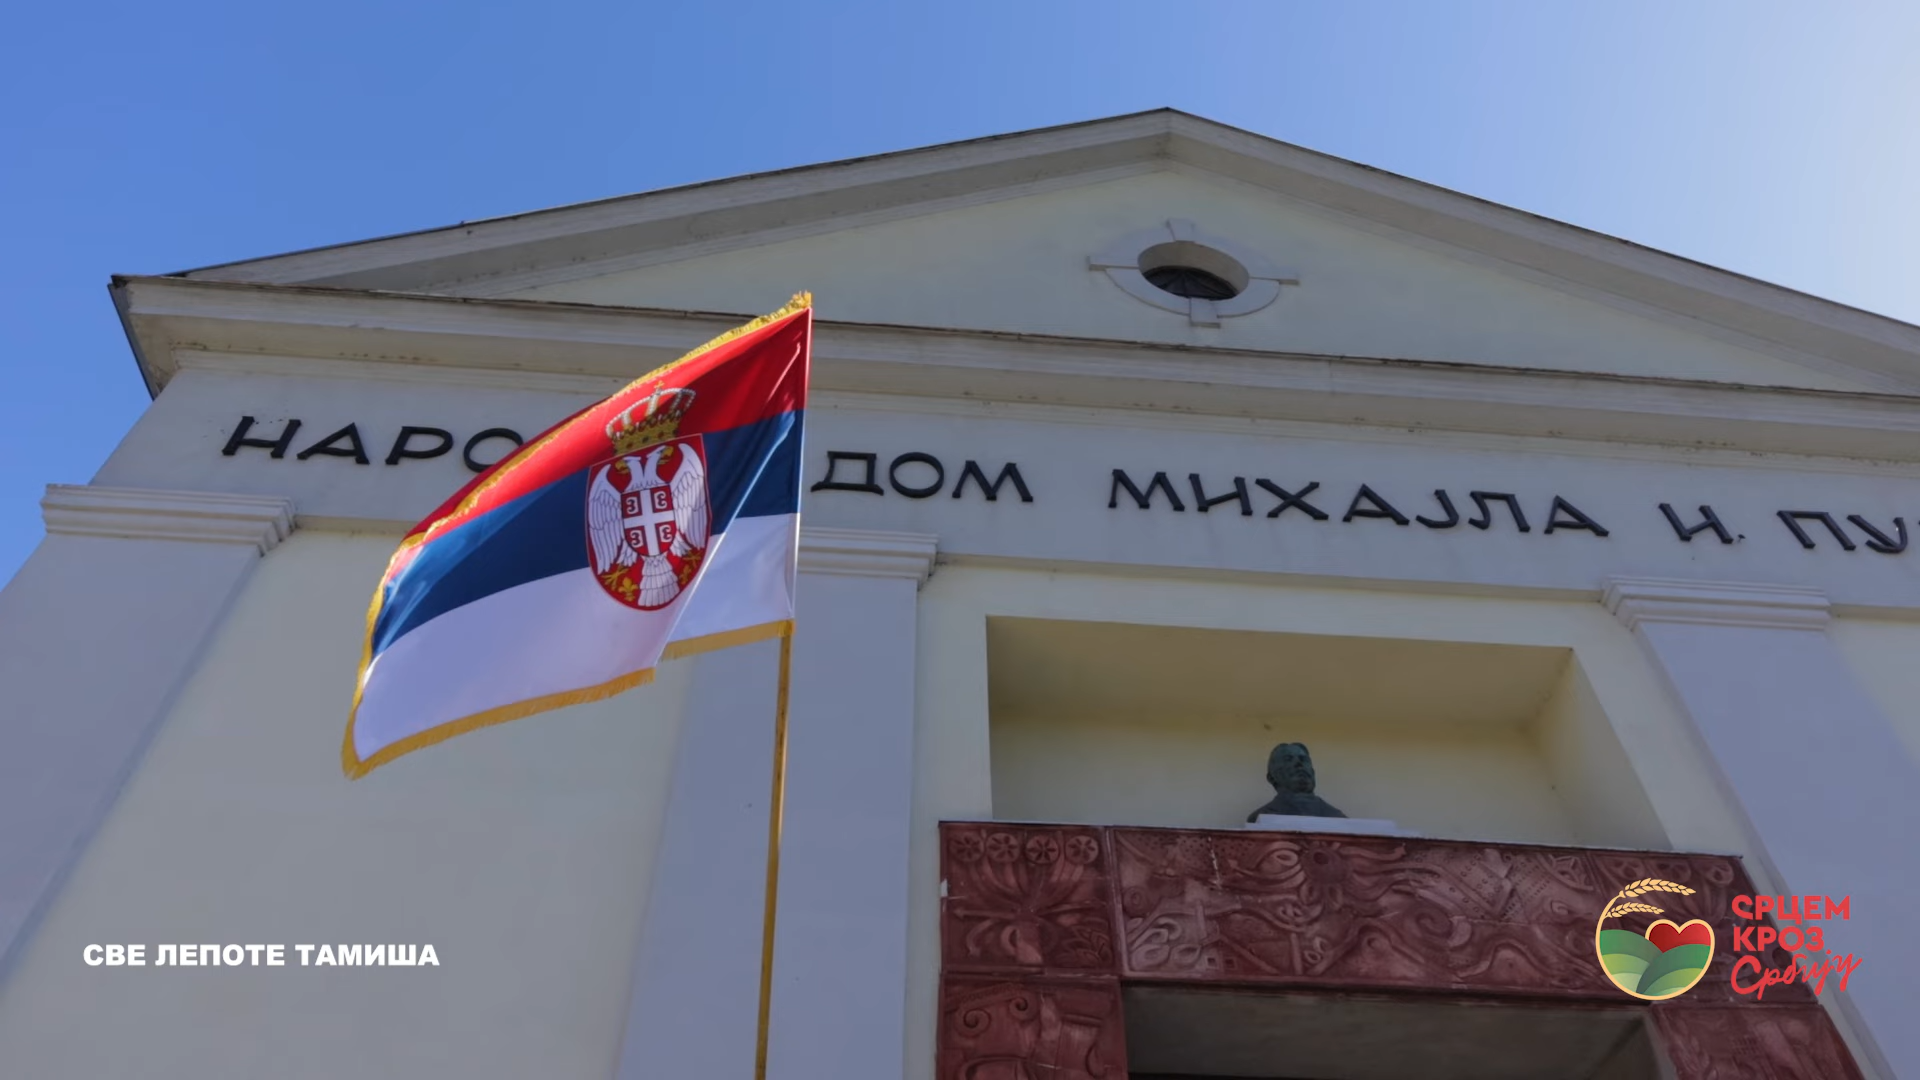 НАРО ДОМ МИХАЈЛА И. ПУ
СВЕ ЛЕПОТЕ ТАМИША
СРЦЕМ
КРОЗ
Србију